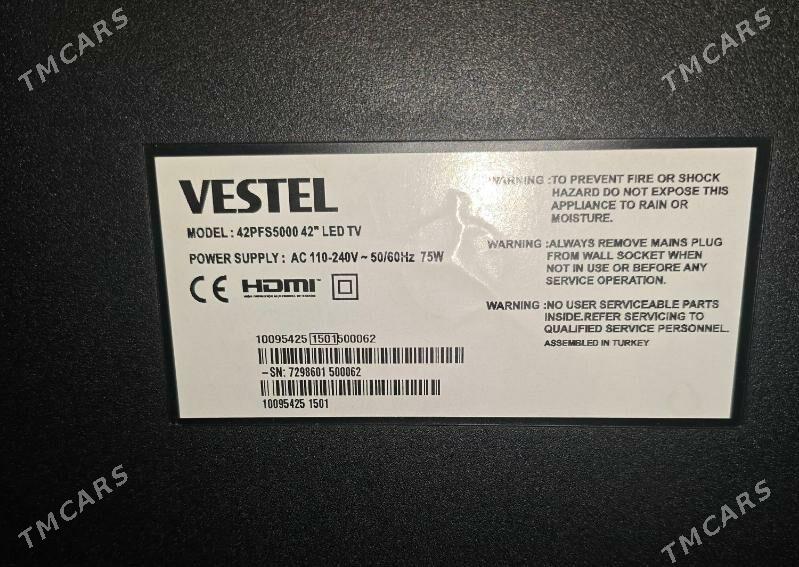 TMCARS
TMCARS
VESTEL
MODEL : 42PFS5000 42" LED TV
POWER SUPPLY : AC 110-240V ~ 50/60Hz 75W
CE HDMI
10095425 1501 500062
-SN: 7298601 500062
10095425 1501
WARNING :TO PREVENT FIRE OR SHOCK
HAZARD DO NOT EXPOSE THIS
APPLIANCE TO RAIN OR
MOISTURE.
WARNING :ALWAYS REMOVE MAINS PLUG
FROM WALL SOCKET WHEN
NOT IN USE OR BEFORE ANY
SERVICE OPERATION.
WARNING :NO USER SERVICEABLE PARTS
INSIDE.REFER SERVICING TO
QUALIFIED SERVICE PERSONNEL.
ASSEMBLED IN TURKEY
TMCARS
TMCARS